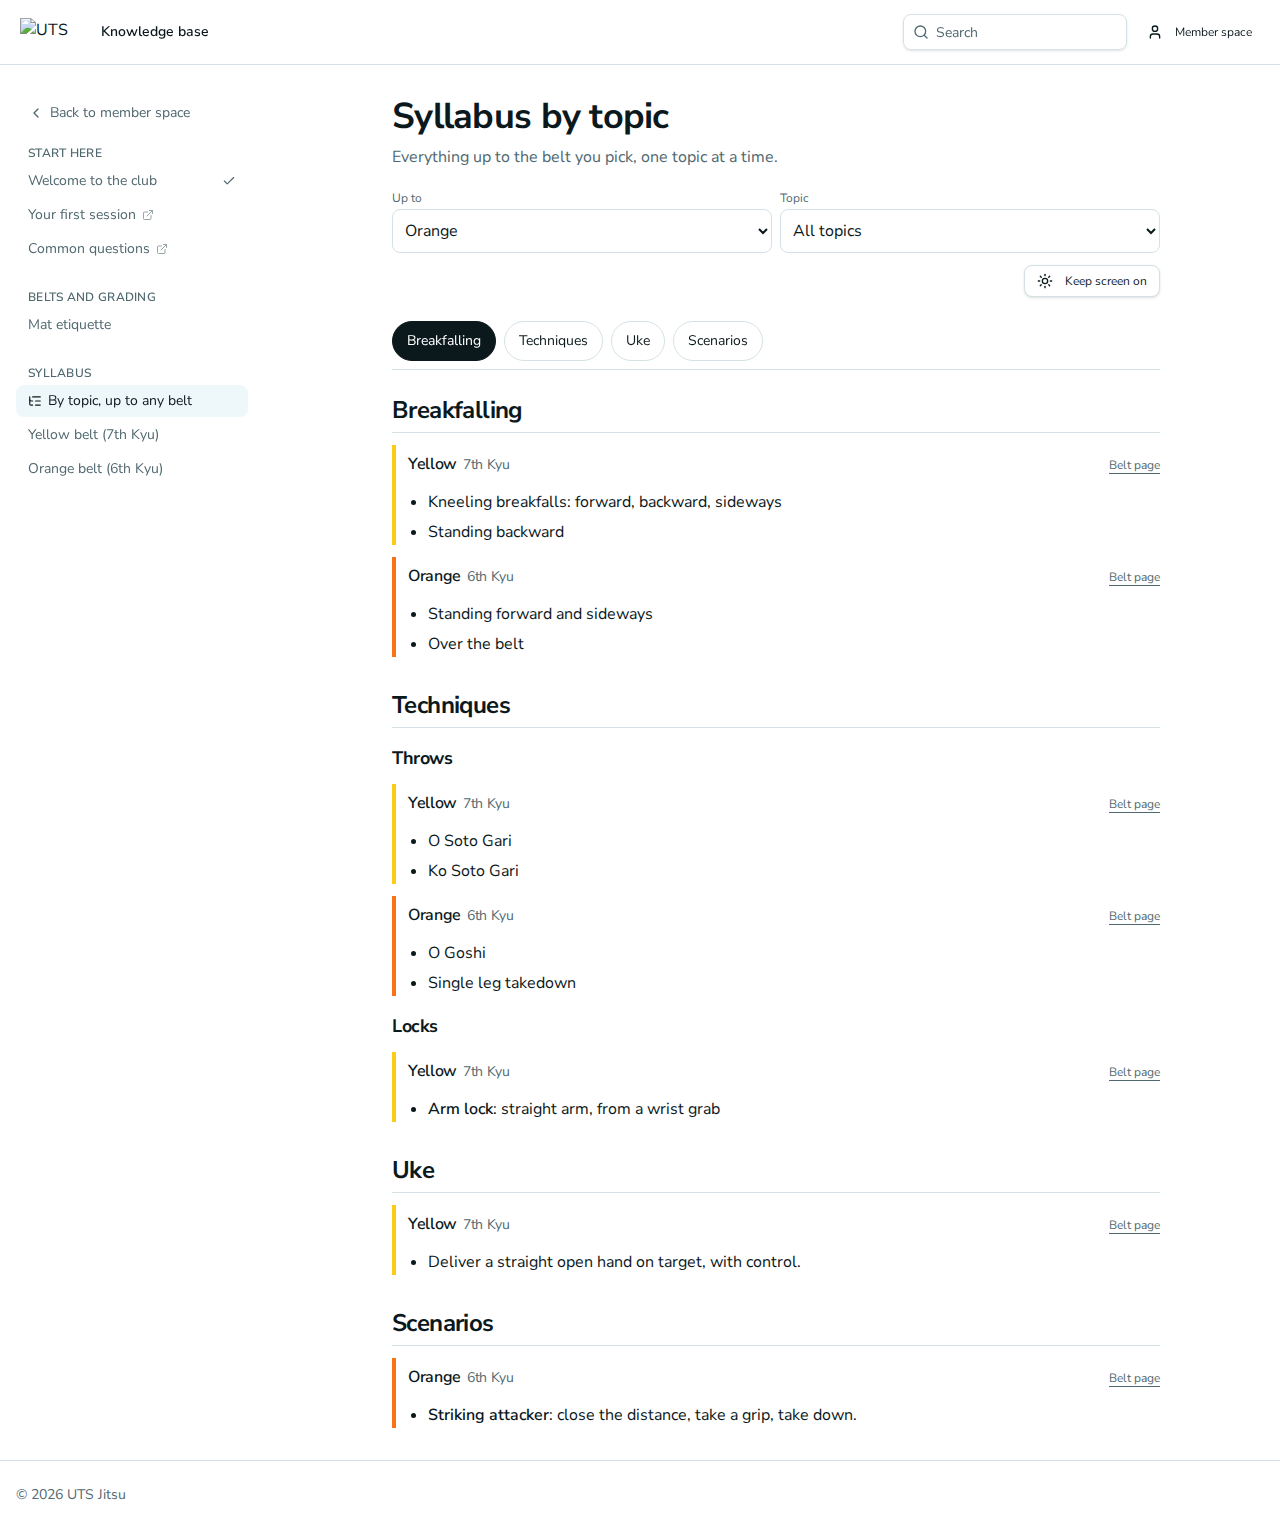 UTS
Knowledge base
Search
Member space
Back to member space
START HERE
Welcome to the club
Your first session
Common questions
BELTS AND GRADING
Mat etiquette
SYLLABUS
By topic, up to any belt
Yellow belt (7th Kyu)
Orange belt (6th Kyu)
Syllabus by topic
Everything up to the belt you pick, one topic at a time.
Up to
Topic
Orange
All topics
Keep screen on
Breakfalling
Techniques
Uke
Scenarios
Breakfalling
Yellow 7th Kyu
Belt page
Kneeling breakfalls: forward, backward, sideways
Standing backward
Orange 6th Kyu
Belt page
Standing forward and sideways
Over the belt
Techniques
Throws
Yellow 7th Kyu
Belt page
O Soto Gari
Ko Soto Gari
Orange 6th Kyu
Belt page
O Goshi
Single leg takedown
Locks
Yellow 7th Kyu
Belt page
Arm lock: straight arm, from a wrist grab
Uke
Yellow 7th Kyu
Belt page
Deliver a straight open hand on target, with control.
Scenarios
Orange 6th Kyu
Belt page
Striking attacker: close the distance, take a grip, take down.
© 2026 UTS Jitsu